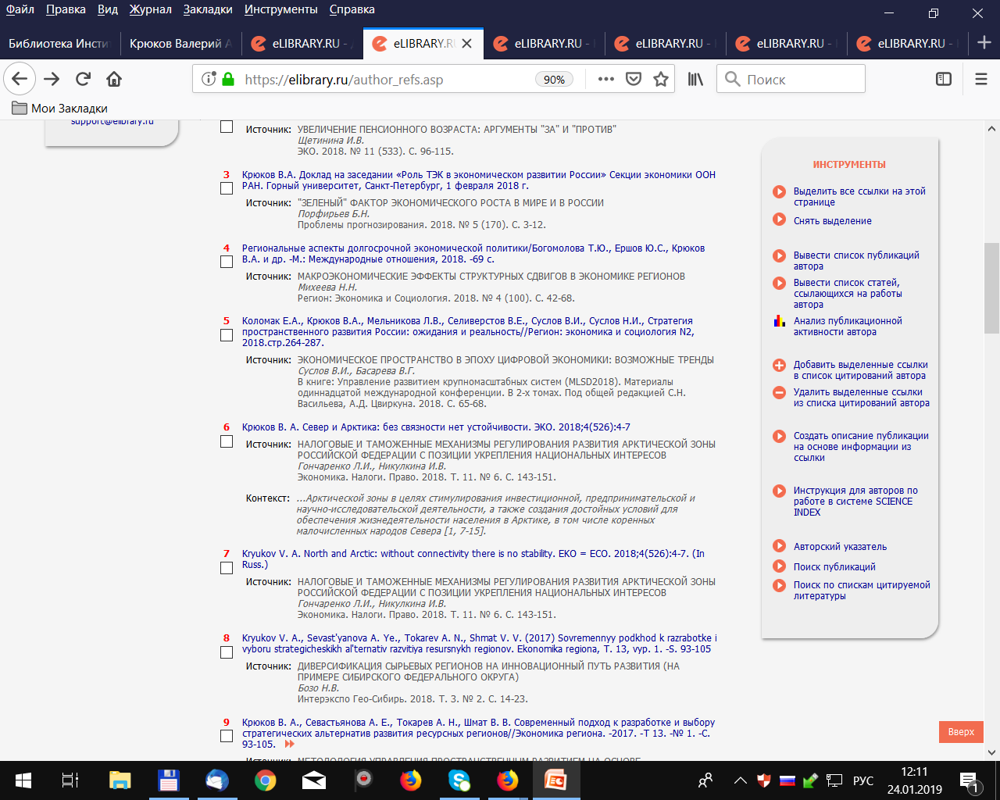 Файл Правка Вид Журнал Закладки Инструменты Справка
Библиотека Инсти
Крюков Валерий А
eLIBRARY.RU -
eLIBRARY.R
eLIBRARY.RU -
eLIBRARY.RU -
eLIBRARY.RU -
eLIBRARY.RU -
https://elibrary.ru/author_refs.asp
90%
Поиск
Мои Закладки
support@elibrary.ru
Источник: УВЕЛИЧЕНИЕ ПЕНСИОННОГО ВОЗРАСТА: АРГУМЕНТЫ "ЗА" И "ПРОТИВ"
Щетинина И.В.
ЭКО. 2018. № 11 (533). С. 96-115.
3 Крюков В.А. Доклад на заседании «Роль ТЭК в экономическом развитии России» Секции экономики ООН
РАН. Горный университет, Санкт-Петербург, 1 февраля 2018 г.
Источник: "ЗЕЛЕНЫЙ" ФАКТОР ЭКОНОМИЧЕСКОГО РОСТА В МИРЕ И В РОССИИ
Порфирьев Б.Н.
Проблемы прогнозирования. 2018. № 5 (170). С. 3-12.
4 Региональные аспекты долгосрочной экономической политики/Богомолова Т.Ю., Ершов Ю.С., Крюков
В.А. и др. -М.: Международные отношения, 2018. -69 с.
Источник: МАКРОЭКОНОМИЧЕСКИЕ ЭФФЕКТЫ СТРУКТУРНЫХ СДВИГОВ В ЭКОНОМИКЕ РЕГИОНОВ
Михеева Н.Н.
Регион: Экономика и Социология. 2018. № 4 (100). С. 42-68.
5 Коломак Е.А., Крюков В.А., Мельникова Л.В., Селиверстов В.Е., Суслов В.И., Суслов Н.И., Стратегия
пространственного развития России: ожидания и реальность//Регион: экономика и социология N2,
2018.стр.264-287.
Источник: ЭКОНОМИЧЕСКОЕ ПРОСТРАНСТВО В ЭПОХУ ЦИФРОВОЙ ЭКОНОМИКИ: ВОЗМОЖНЫЕ ТРЕНДЫ
Суслов В.И., Басарева В.Г.
В книге: Управление развитием крупномасштабных систем (MLSD2018). Материалы
одиннадцатой международной конференции. В 2-х томах. Под общей редакцией С.Н.
Васильева, А.Д. Цвиркуна. 2018. С. 65-68.
6 Крюков В. А. Север и Арктика: без связности нет устойчивости. ЭКО. 2018;4(526):4-7
Источник: НАЛОГОВЫЕ И ТАМОЖЕННЫЕ МЕХАНИЗМЫ РЕГУЛИРОВАНИЯ РАЗВИТИЯ АРКТИЧЕСКОЙ ЗОНЫ
РОССИЙСКОЙ ФЕДЕРАЦИИ С ПОЗИЦИИ УКРЕПЛЕНИЯ НАЦИОНАЛЬНЫХ ИНТЕРЕСОВ
Гончаренко Л.И., Никулкина И.В.
Экономика. Налоги. Право. 2018. Т. 11. № 6. С. 143-151.
Контекст: ...Арктической зоны в целях стимулирования инвестиционной, предпринимательской и
научно-исследовательской деятельности, а также создания достойных условий для
обеспечения жизнедеятельности населения в Арктике, в том числе коренных
малочисленных народов Севера [1, 7-15].
7 Kryukov V. A. North and Arctic: without connectivity there is no stability. EKO = ECO. 2018;4(526):4-7. (In
Russ.)
Источник: НАЛОГОВЫЕ И ТАМОЖЕННЫЕ МЕХАНИЗМЫ РЕГУЛИРОВАНИЯ РАЗВИТИЯ АРКТИЧЕСКОЙ ЗОНЫ
РОССИЙСКОЙ ФЕДЕРАЦИИ С ПОЗИЦИИ УКРЕПЛЕНИЯ НАЦИОНАЛЬНЫХ ИНТЕРЕСОВ
Гончаренко Л.И., Никулкина И.В.
Экономика. Налоги. Право. 2018. Т. 11. № 6. С. 143-151.
8 Kryukov V. A., Sevast'yanova A. Ye., Tokarev A. N., Shmat V. V. (2017) Sovremennyy podkhod k razrabotke i
vyboru strategicheskikh al'ternativ razvitiya resursnykh regionov. Ekonomika regiona, T. 13, vyp. 1. -S. 93-105
Источник: ДИВЕРСИФИКАЦИЯ СЫРЬЕВЫХ РЕГИОНОВ НА ИННОВАЦИОННЫЙ ПУТЬ РАЗВИТИЯ (НА
ПРИМЕРЕ СИБИРСКОГО ФЕДЕРАЛЬНОГО ОКРУГА)
Бозо Н.В.
Интерэкспо Гео-Сибирь. 2018. Т. 3. № 2. С. 14-23.
9 Крюков В. А., Севастьянова А. Е., Токарев А. Н., Шмат В. В. Современный подход к разработке и выбору
стратегических альтернатив развития ресурсных регионов//Экономика региона. -2017. -Т 13. -№ 1. -С.
93-105.
Источник: МЕТОДОЛОГИЯ УПРАВЛЕНИЯ ПРОСТРАНСТВЕННЫМ РАЗВИТИЕМ НА ОСНОВЕ
ИНСТРУМЕНТЫ
Выделить все ссылки на этой
странице
Снять выделение
Вывести список публикаций
автора
Вывести список статей,
ссылающихся на работы
автора
Анализ публикационной
активности автора
Добавить выделенные ссылки
в список цитирований автора
Удалить выделенные ссылки
из списка цитирований автора
Создать описание публикации
на основе информации из
ссылки
Инструкция для авторов по
работе в системе SCIENCE
INDEX
Авторский указатель
Поиск публикаций
Поиск по спискам цитируемой
литературы
Вверх
РУС
12:11
24.01.2019
1